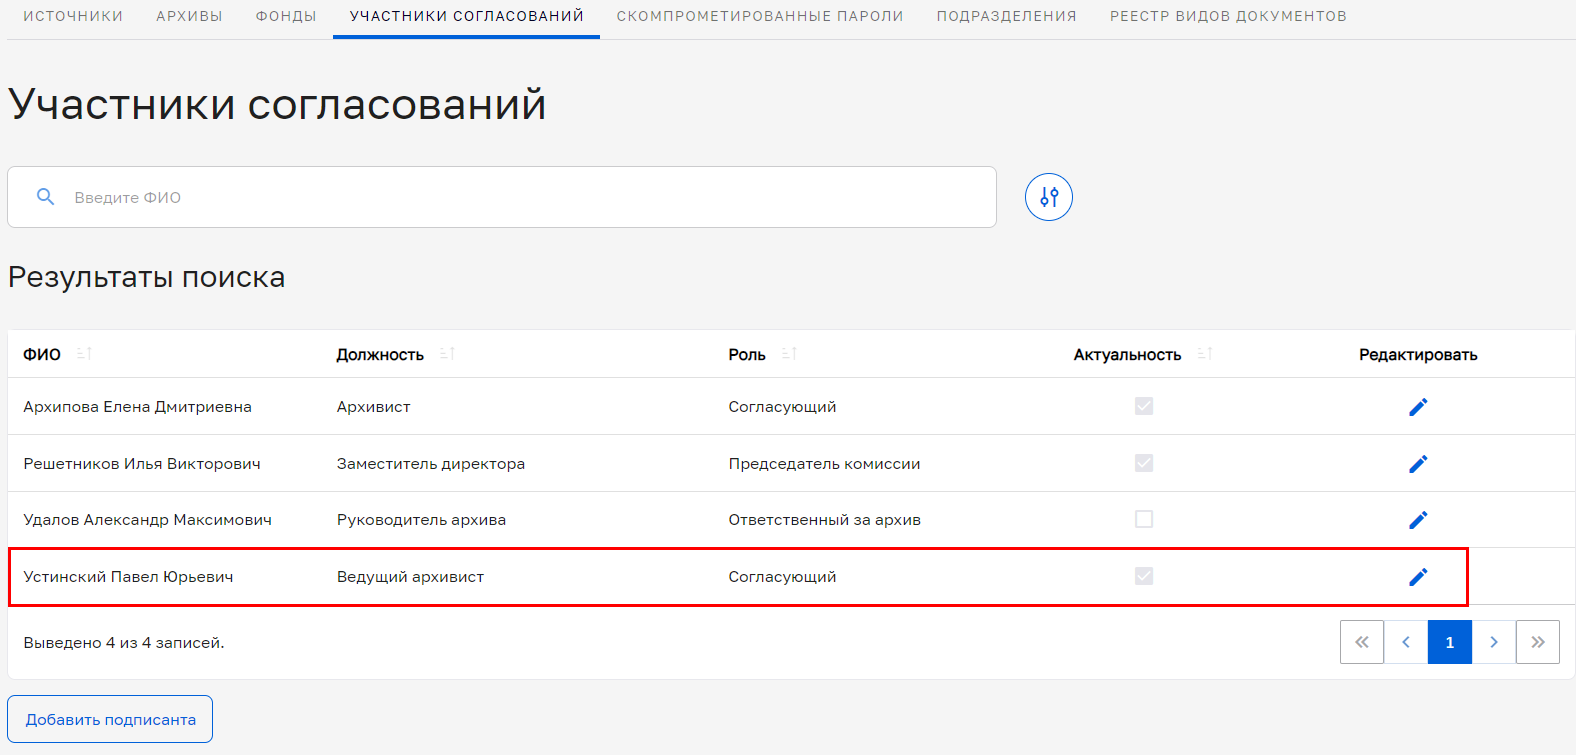 ИСТОЧНИКИ АРХИВЫ ФОНДЫ УЧАСТНИКИ СОГЛАСОВАНИЙ СКОМПРОМЕТИРОВАННЫЕ ПАРОЛИ ПОДРАЗДЕЛЕНИЯ РЕЕСТР ВИДОВ ДОКУМЕНТОВ
Участники согласований
Введите ФИО
Результаты поиска
ФИО Должность Роль Актуальность Редактировать
Архипова Елена Дмитриевна Архивист Согласующий
Решетников Илья Викторович Заместитель директора Председатель комиссии
Удалов Александр Максимович Руководитель архива Ответственный за архив
Устинский Павел Юрьевич Ведущий архивист Согласующий
Выведено 4 из 4 записей. 1
Добавить подписанта